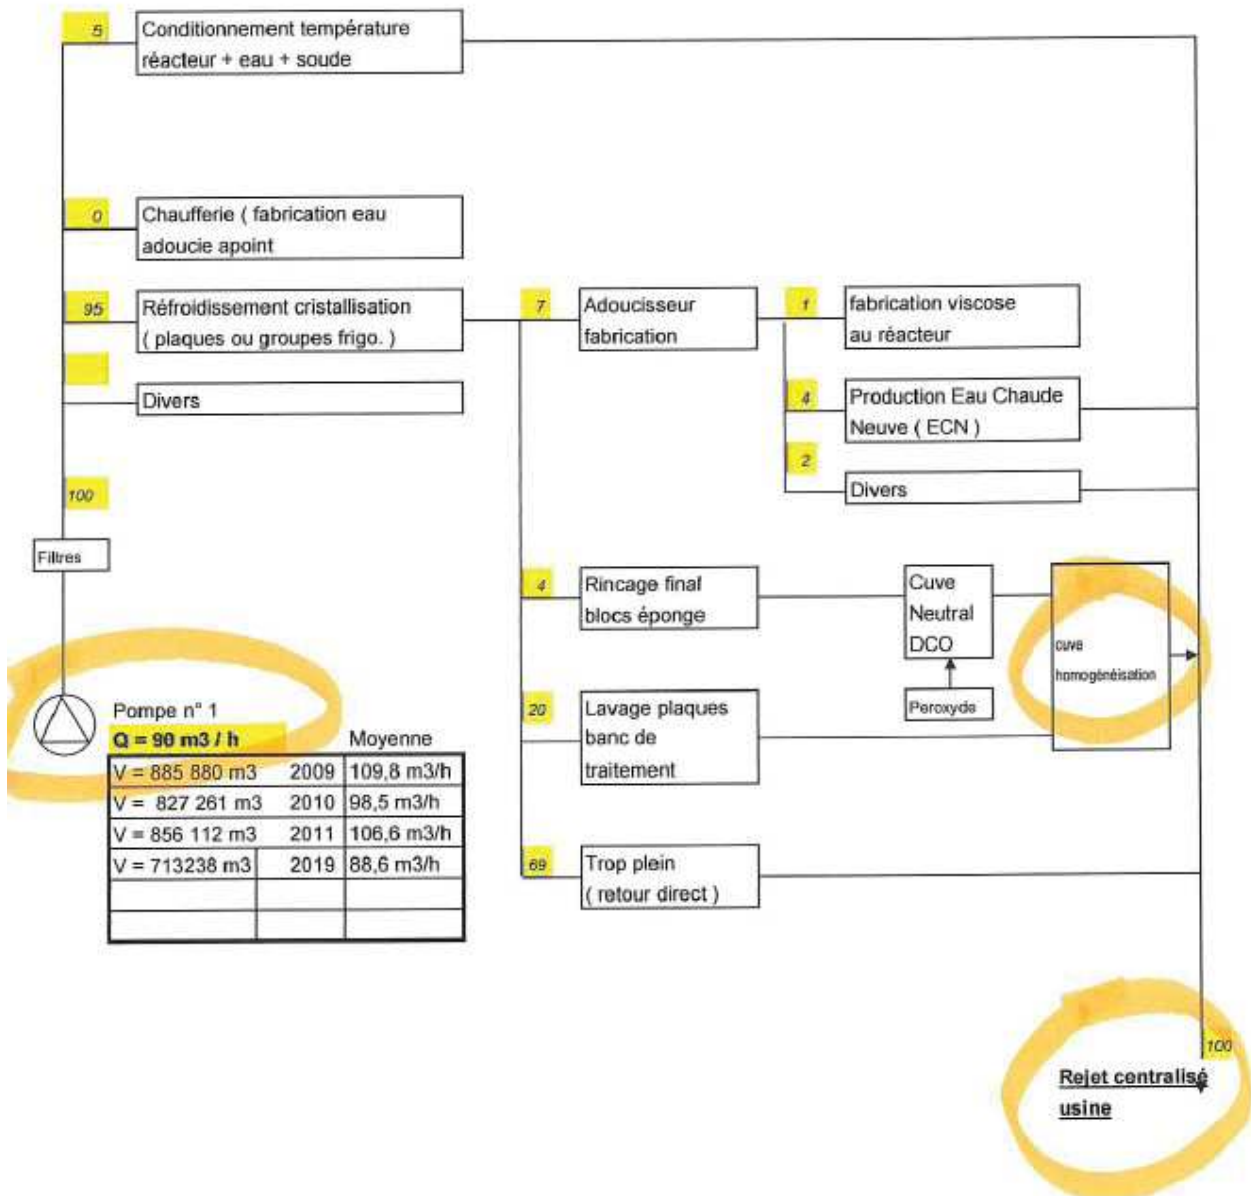 5
Conditionnement température
réacteur + eau + soude
0
Chaufferie ( fabrication eau
adoucie apoint
95
Réfroidissement cristallisation
( plaques ou groupes frigo. )
Divers
100
Filtres
7
Adoucisseur
fabrication
1
fabrication viscose
au réacteur
4
Production Eau Chaude
Neuve ( ECN )
2
Divers
4
Rincage final
blocs éponge
Cuve
Neutral
DCO
Peroxyde
cuve
homogénéisation
20
Lavage plaques
banc de
traitement
69
Trop plein
( retour direct )
Pompe n° 1
Q = 90 m3 / h Moyenne
V = 885 880 m3 2009 109,8 m3/h
V = 827 261 m3 2010 98,5 m3/h
V = 856 112 m3 2011 106,6 m3/h
V = 713238 m3 2019 88,6 m3/h
100
Rejet centralisé
usine